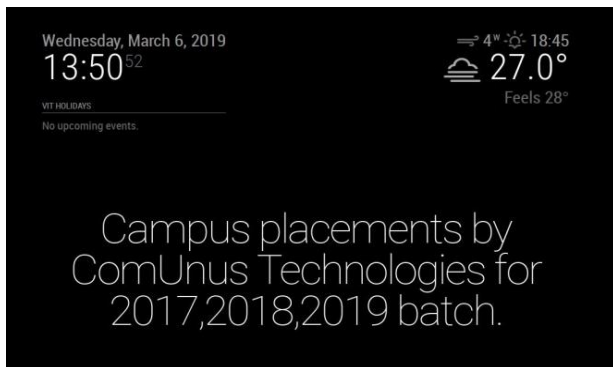 Wednesday, March 6, 2019
13:50 52
VIT HOLIDAYS
No upcoming events.
4 W 18:45
27.0°
Feels 28°
Campus placements by
ComUnus Technologies for
2017,2018,2019 batch.